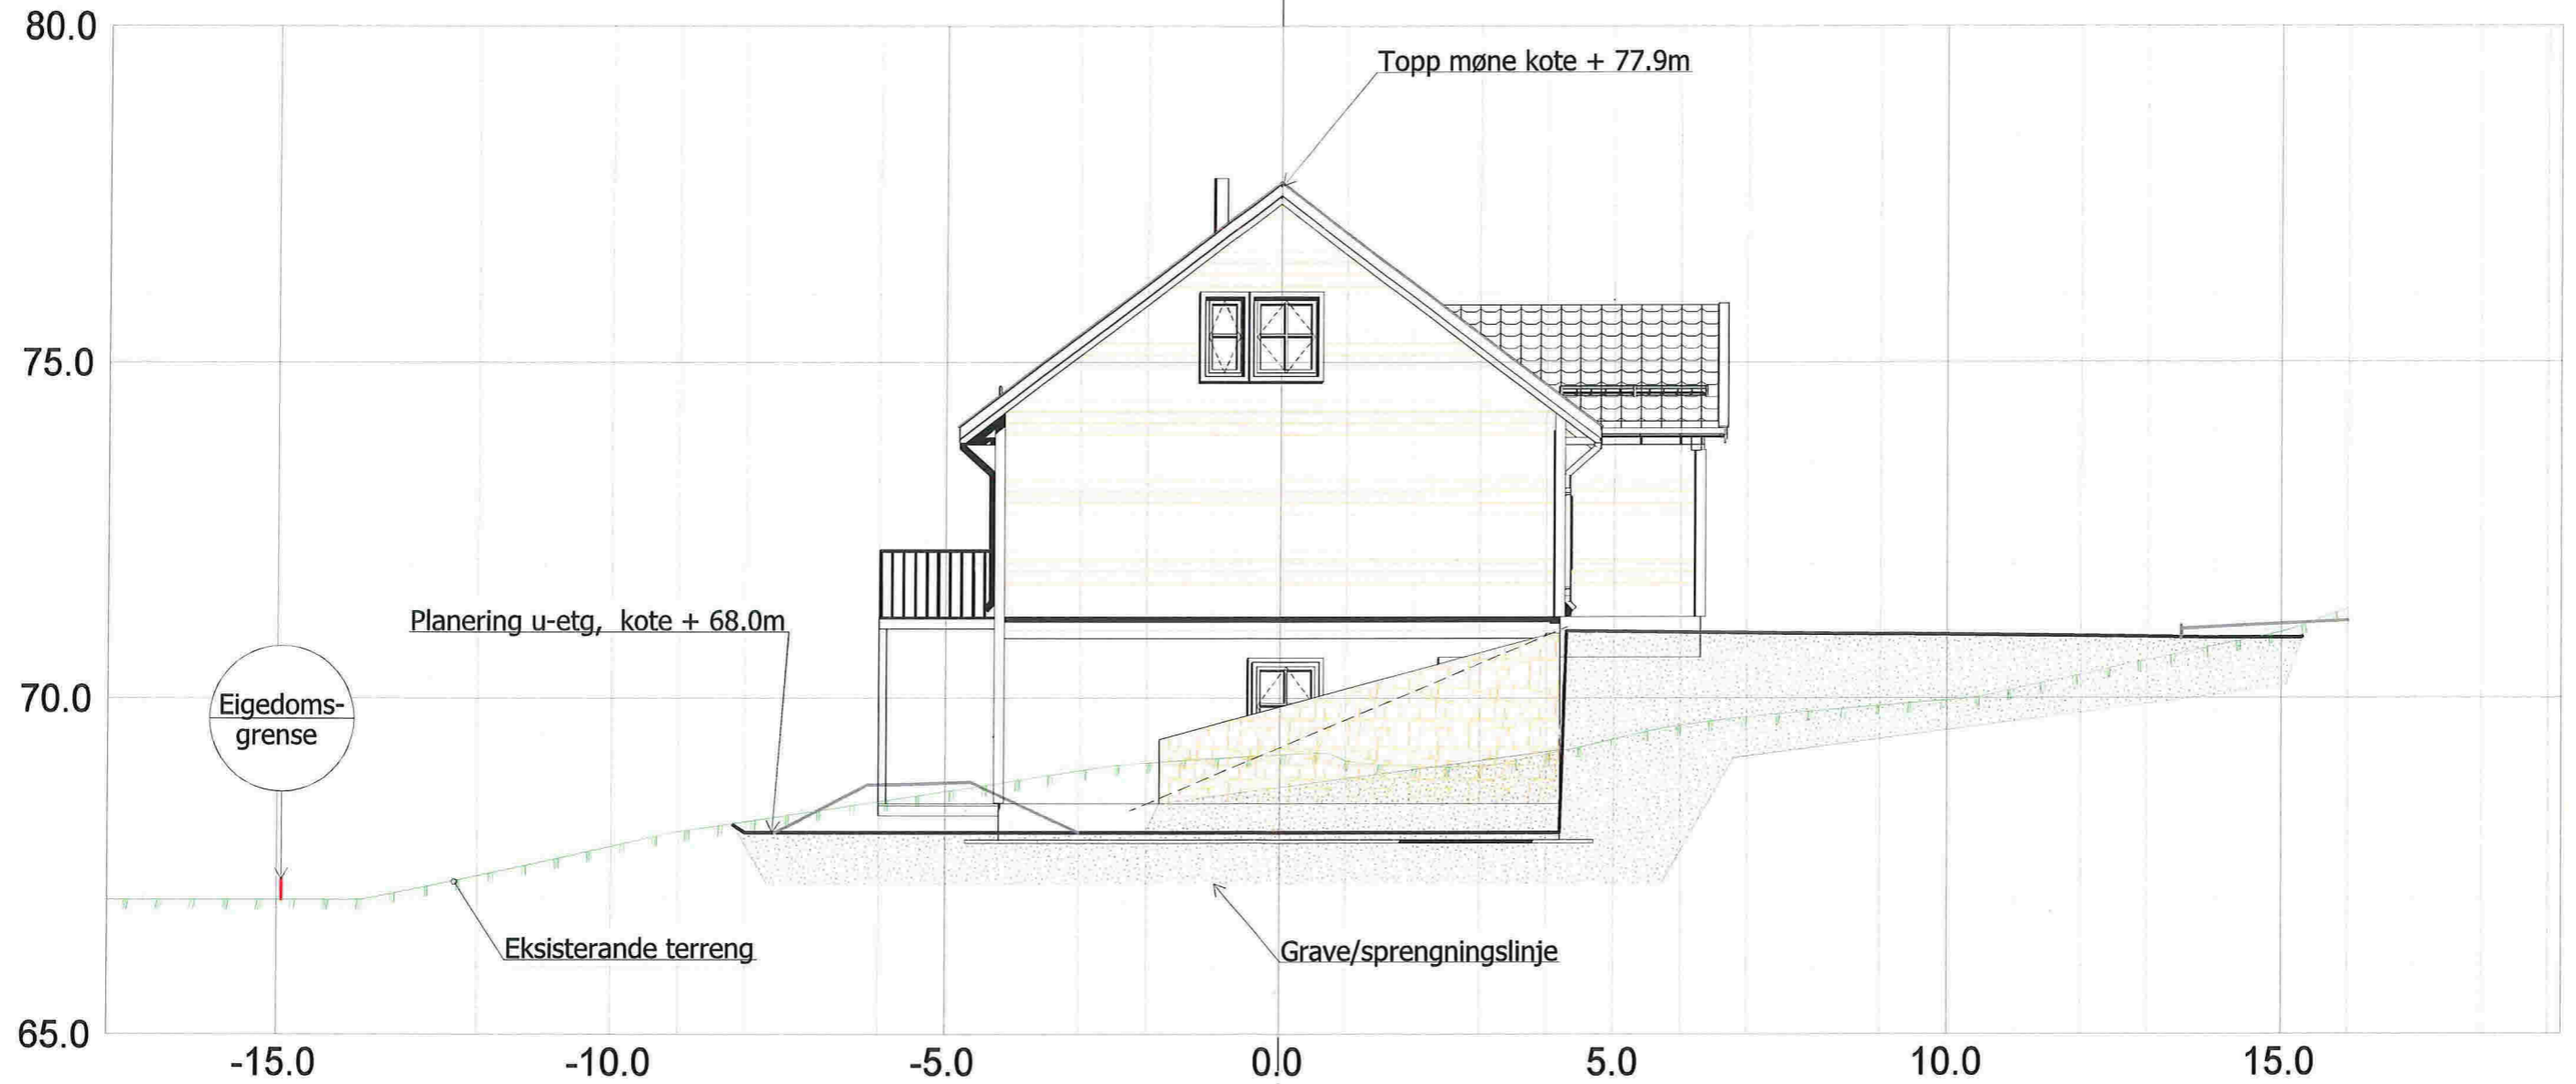 80.0
Topp møne kote + 77.9m
75.0
Planering u-etg, kote + 68.0m
70.0
Eigedoms-
grense
Eksisterande terreng
Grave/sprengningslinje
65.0
-15.0 -10.0 -5.0 0.0 5.0 10.0 15.0